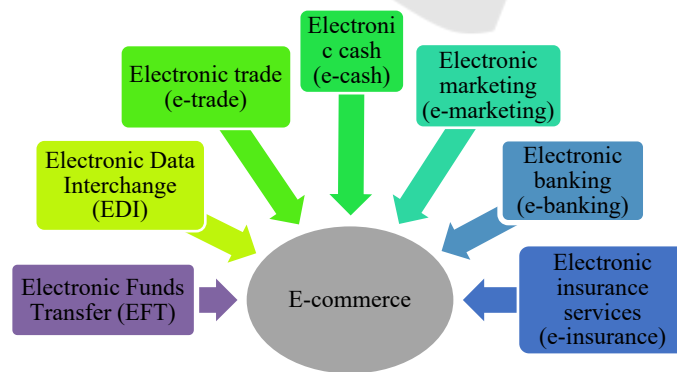 Electroni
c cash
(e-cash)
Electronic trade
(e-trade)
Electronic
marketing
(e-marketing)
Electronic Data
Interchange
(EDI)
Electronic
banking
(e-banking)
Electronic Funds
Transfer (EFT)
E-commerce
Electronic
insurance
services
(e-insurance)